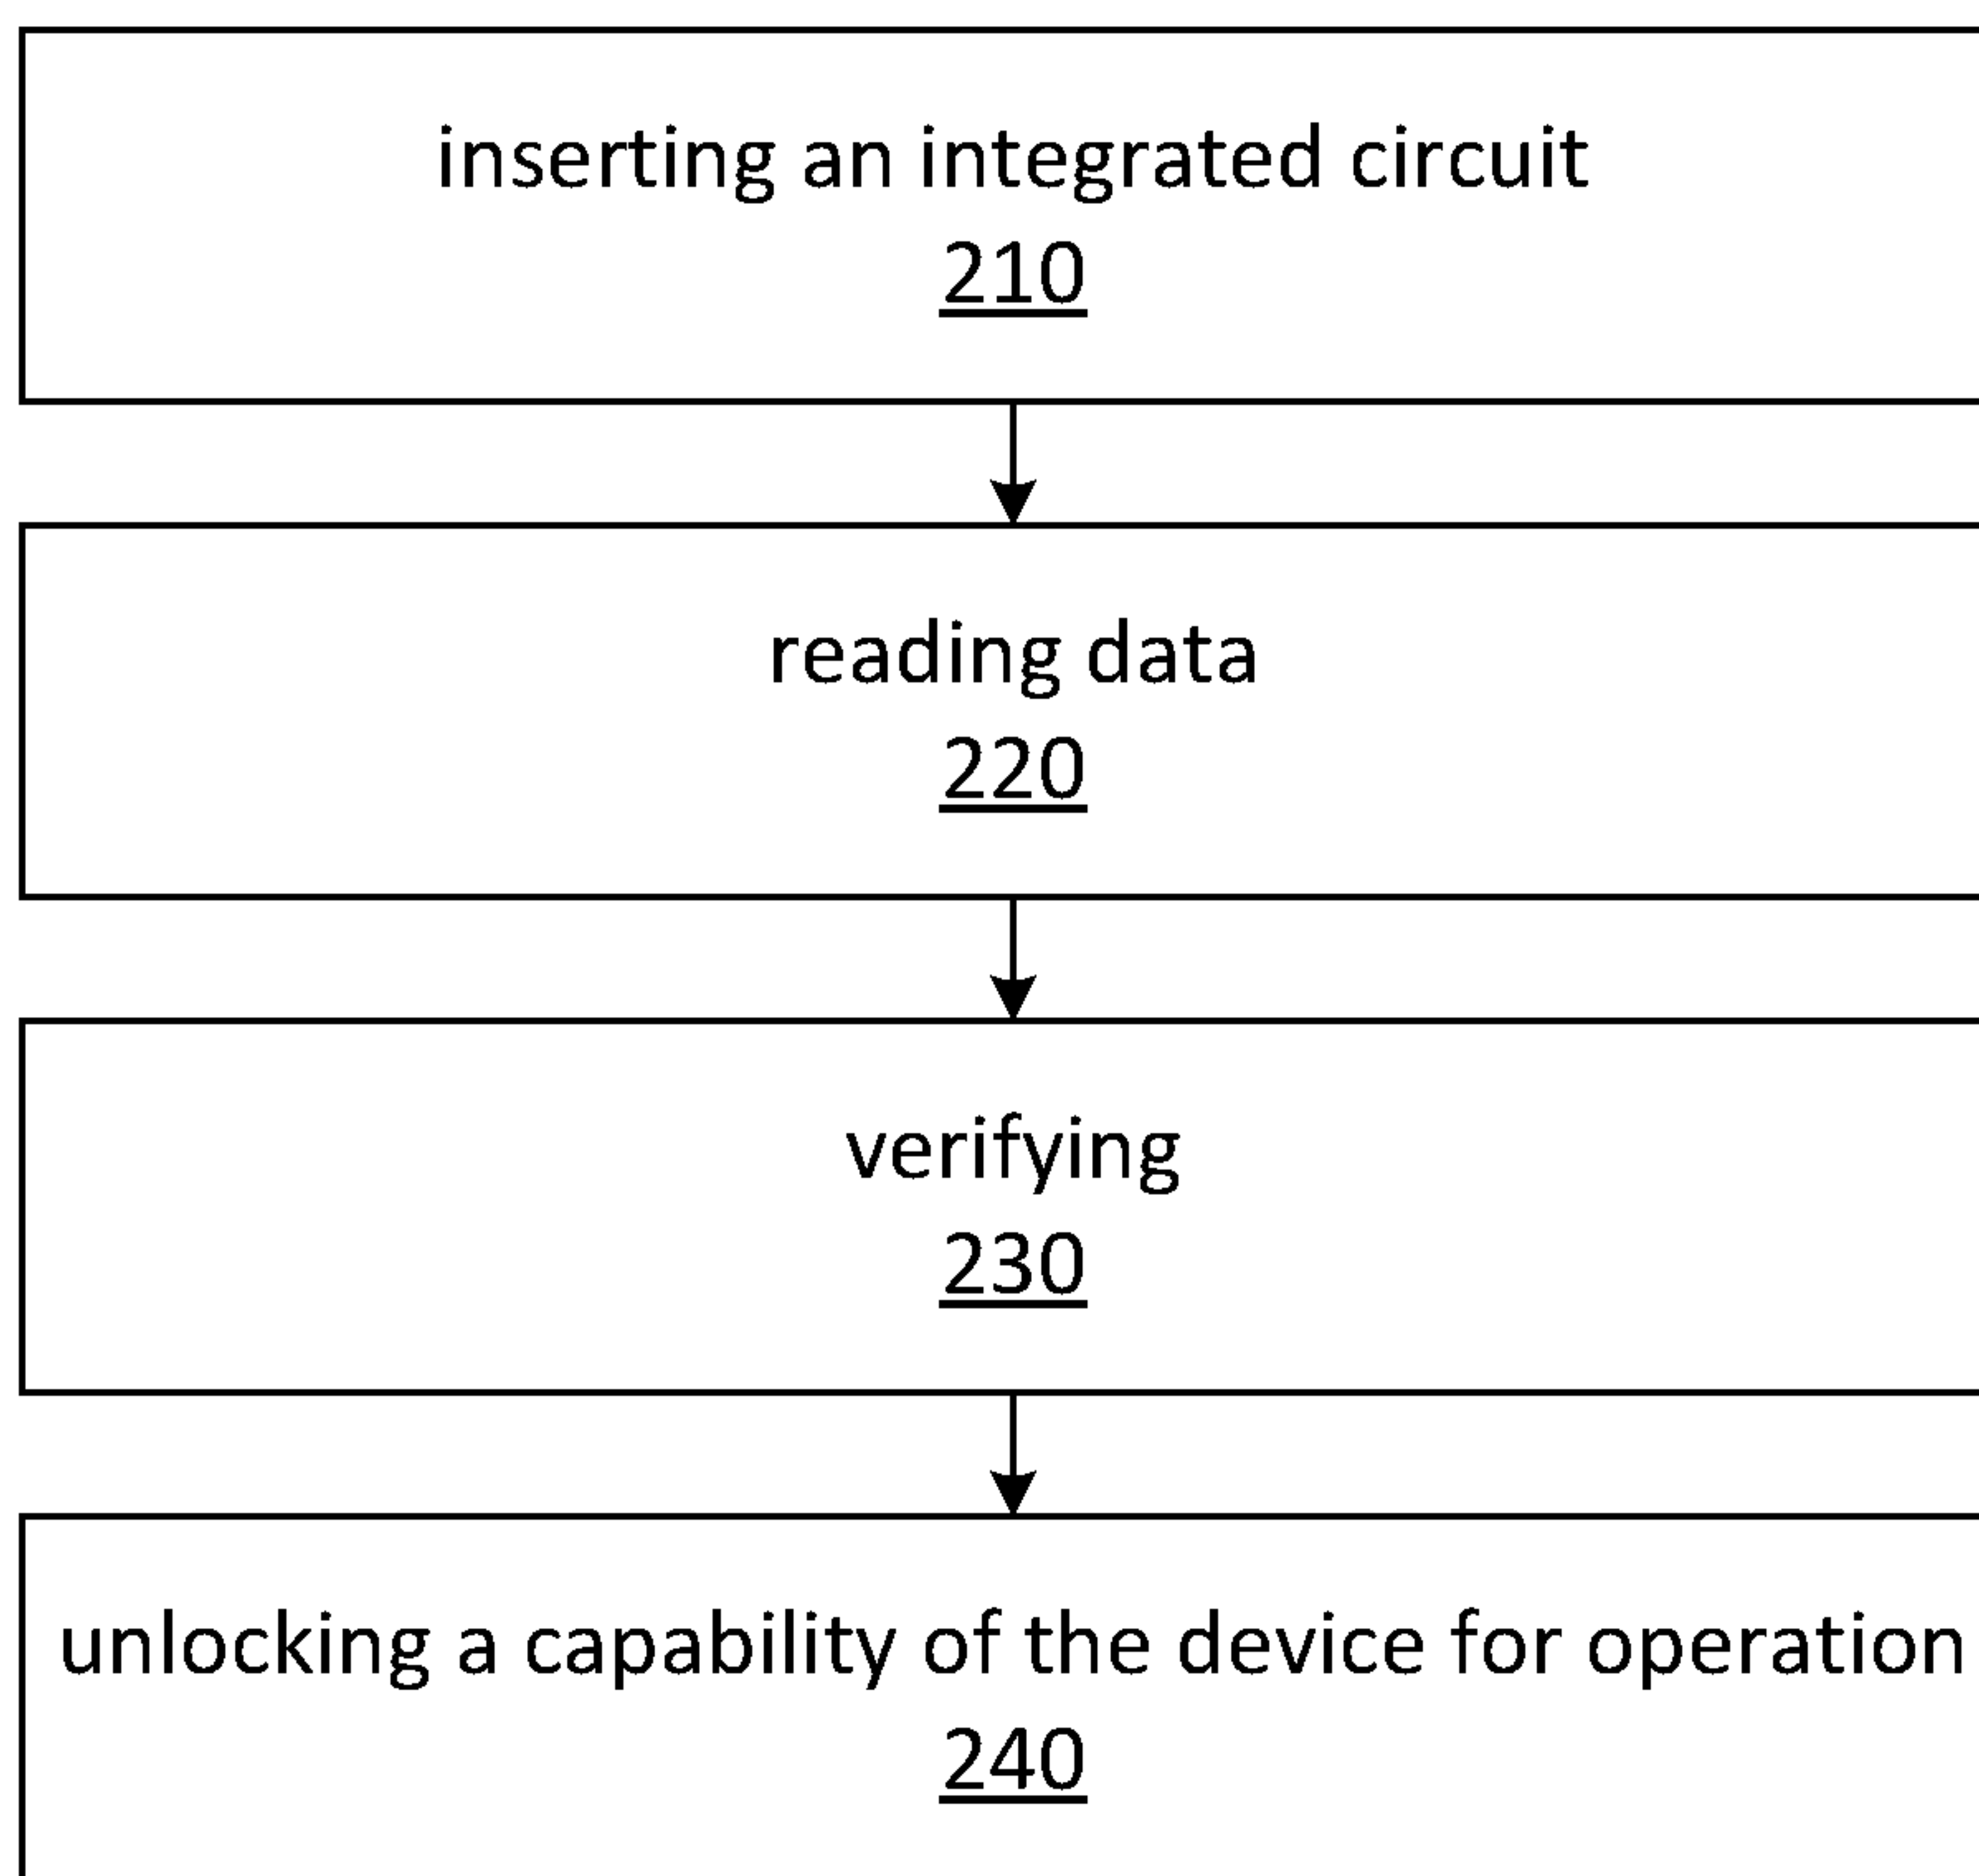 inserting an integrated circuit
210
reading data
220
verifying
230
unlocking a capability of the device for operation
240